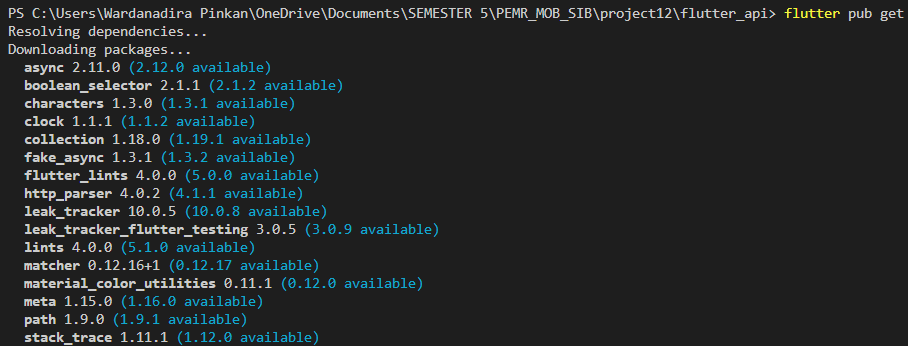 PS C:\Users\Wardanadira Pinkan\OneDrive\Documents\SEMESTER 5\PEMR_MOB_SIB\project12\flutter_api> flutter pub get
Resolving dependencies...
Downloading packages...
async 2.11.0 (2.12.0 available)
boolean_selector 2.1.1 (2.1.2 available)
characters 1.3.0 (1.3.1 available)
clock 1.1.1 (1.1.2 available)
collection 1.18.0 (1.19.1 available)
fake_async 1.3.1 (1.3.2 available)
flutter_lints 4.0.0 (5.0.0 available)
http_parser 4.0.2 (4.1.1 available)
leak_tracker 10.0.5 (10.0.8 available)
leak_tracker_flutter_testing 3.0.5 (3.0.9 available)
lints 4.0.0 (5.1.0 available)
matcher 0.12.16+1 (0.12.17 available)
material_color_utilities 0.11.1 (0.12.0 available)
meta 1.15.0 (1.16.0 available)
path 1.9.0 (1.9.1 available)
stack_trace 1.11.1 (1.12.0 available)